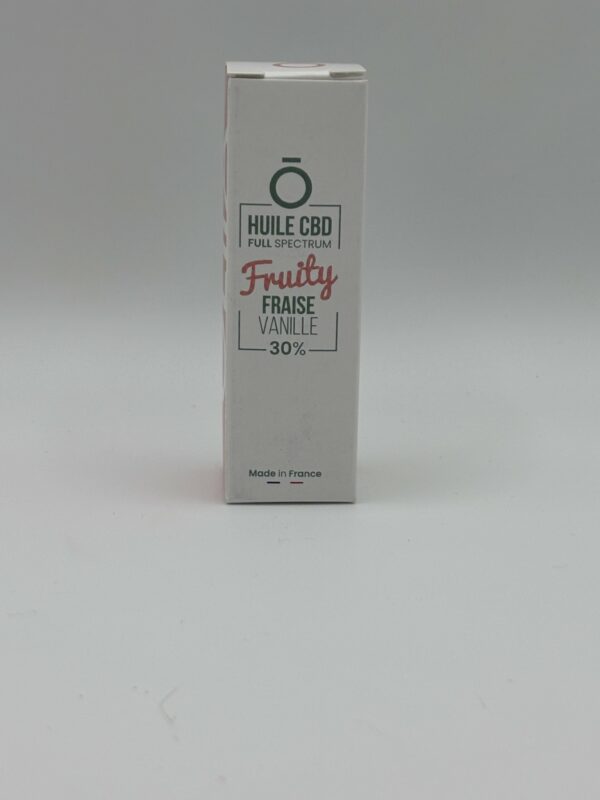 Ō
HUILE CBD
FULL SPECTRUM
Fruity
FRAISE
VANILLE
30%
Made in France